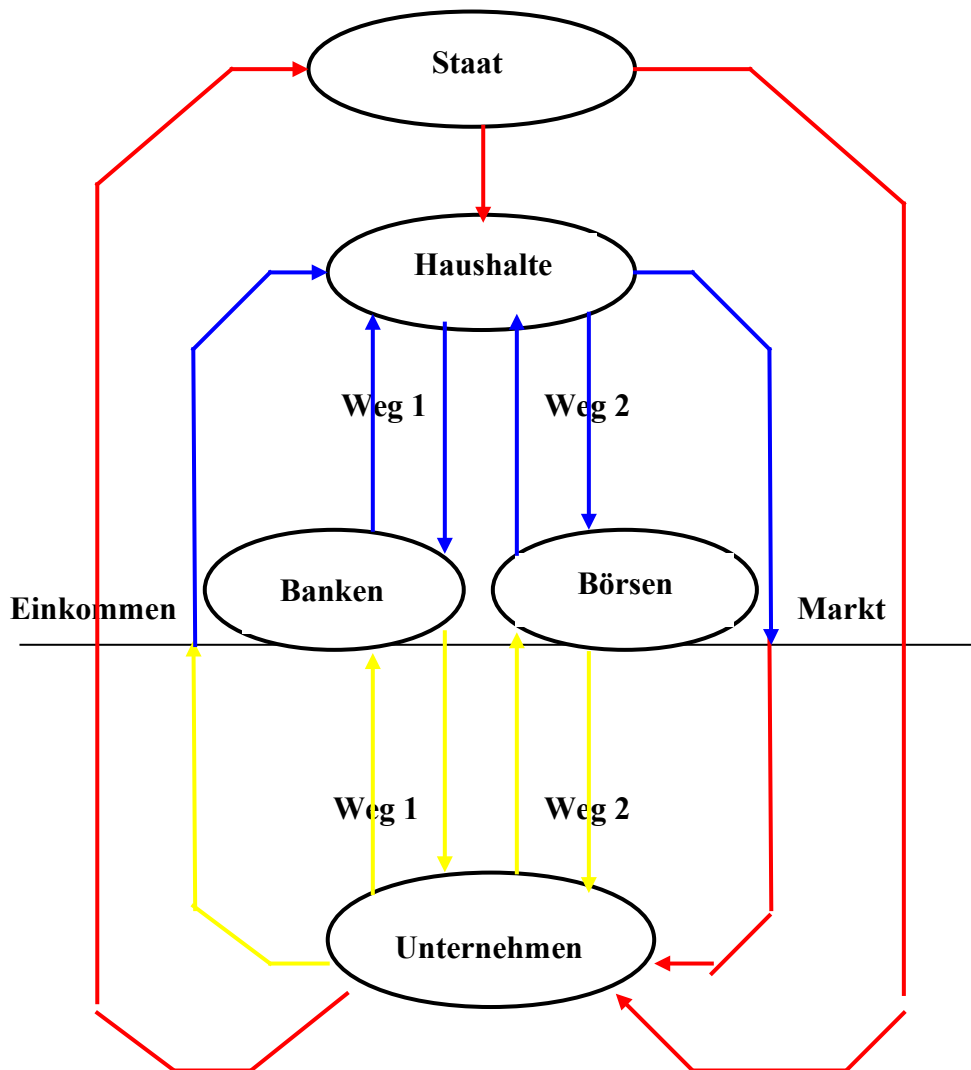 Staat
Haushalte
Weg 1 Weg 2
Banken Börsen
Einkommen Markt
Weg 1 Weg 2
Unternehmen